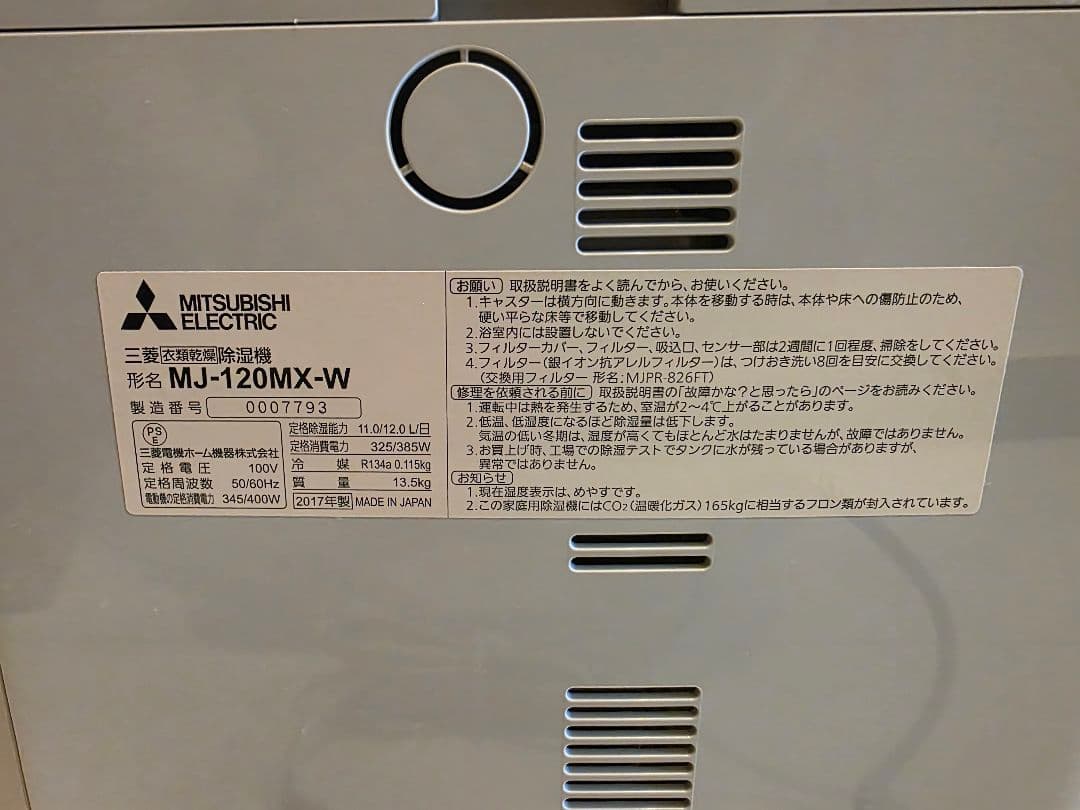 MITSUBISHI
ELECTRIC
三菱衣類乾燥除湿機
形名 MJ-120MX-W
製造番号 0007793
PS
E
三菱電機ホーム機器株式会社
定格電圧 100V
定格周波数 50/60Hz
電動機の定格消費電力 345/400W
定格除湿能力 11.0/12.0 L/日
定格消費電力 325/385W
冷媒 R134a 0.115kg
質量 13.5kg
2017年製 MADE IN JAPAN
お願い 取扱説明書をよく読んでから、お使いください。
1.キャスターは横方向に動きます。本体を移動する時は、本体や床への傷防止のため、
硬い平らな床等で移動してください。
2.浴室内には設置しないでください。
3.フィルターカバー、フィルター、吸込口、センサー部は2週間に1回程度、掃除をしてください。
4.フィルター(銀イオン抗アレルフィルター)は、つけおき洗い8回を目安に交換してください。
(交換用フィルター 形名:MJPR-826FT)
修理を依頼される前に 取扱説明書の「故障かな?と思ったら」のページをお読みください。
1.運転中は熱を発生するため、室温が2〜4℃上がることがあります。
2.低温、低湿度になるほど除湿量は低下します。
気温の低い冬期は、湿度が高くてもほとんど水はたまりませんが、故障ではありません。
3.お買上げ時、工場での除湿テストでタンクに水が残っている場合がありますが、
異常ではありません。
お知らせ
1.現在湿度表示は、めやすです。
2.この家庭用除湿機にはCO₂(温暖化ガス)165kgに相当するフロン類が封入されています。